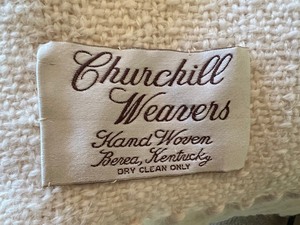 Churchill
Weavers
Hand Woven
Berea, Kentucky
DRY CLEAN ONLY